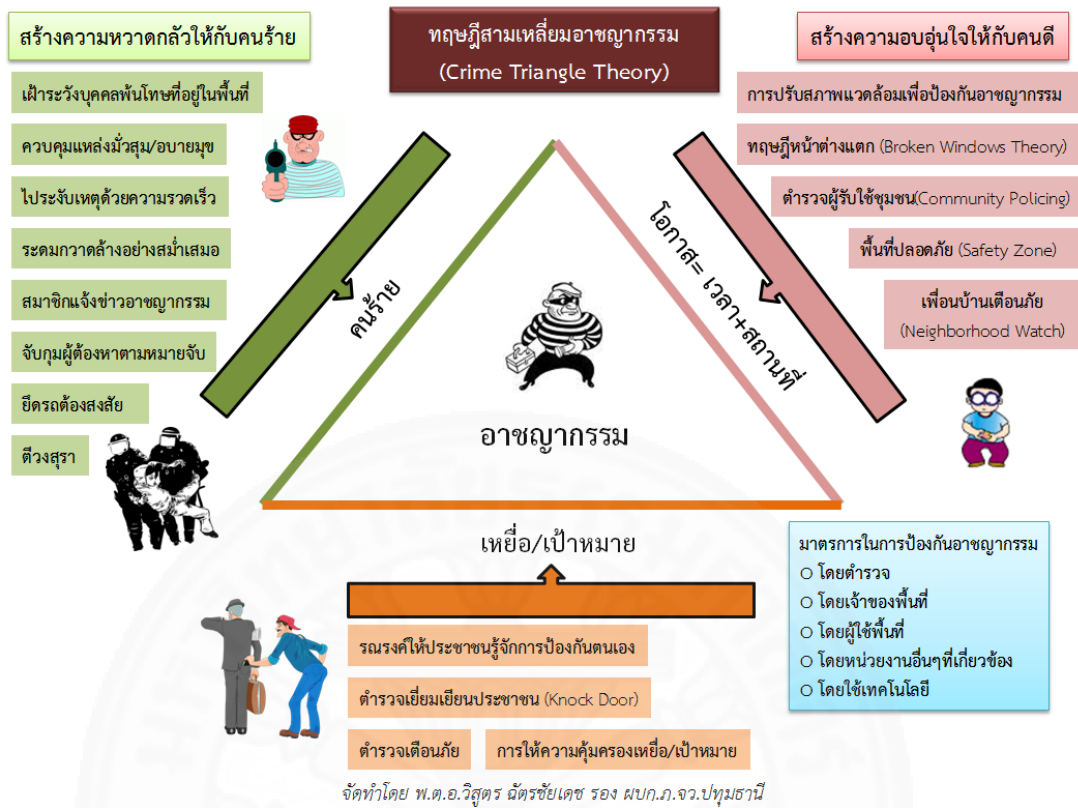 ทฤษฎีสามเหลี่ยมอาชญากรรม
(Crime Triangle Theory)
สร้างความหวาดกลัวให้กับคนร้าย
เฝ้าระวังบุคคลพ้นโทษที่อยู่ในพื้นที่
ควบคุมแหล่งมั่วสุม/อบายมุข
ไประงับเหตุด้วยความรวดเร็ว
ระดมกวาดล้างอย่างสม่ำเสมอ
สมาชิกแจ้งข่าวอาชญากรรม
จับกุมผู้ต้องหาตามหมายจับ
ยึดรถต้องสงสัย
ตีวงสุรา
สร้างความอบอุ่นใจให้กับคนดี
การปรับสภาพแวดล้อมเพื่อป้องกันอาชญากรรม
ทฤษฎีหน้าต่างแตก (Broken Windows Theory)
ตำรวจผู้รับใช้ชุมชน(Community Policing)
พื้นที่ปลอดภัย (Safety Zone)
เพื่อนบ้านเตือนภัย
(Neighborhood Watch)
คนร้าย
โอกาส= เวลา+สถานที่
อาชญากรรม
เหยื่อ/เป้าหมาย
รณรงค์ให้ประชาชนรู้จักการป้องกันตนเอง
ตำรวจเยี่ยมเยียนประชาชน (Knock Door)
ตำรวจเตือนภัย
การให้ความคุ้มครองเหยื่อ/เป้าหมาย
มาตรการในการป้องกันอาชญากรรม
โดยตำรวจ
โดยเจ้าของพื้นที่
โดยผู้ใช้พื้นที่
โดยหน่วยงานอื่นๆที่เกี่ยวข้อง
โดยใช้เทคโนโลยี
จัดทำโดย พ.ต.อ.วิสูตร ฉัตรชัยเดช รอง ผบก.ภ.จว.ปทุมธานี